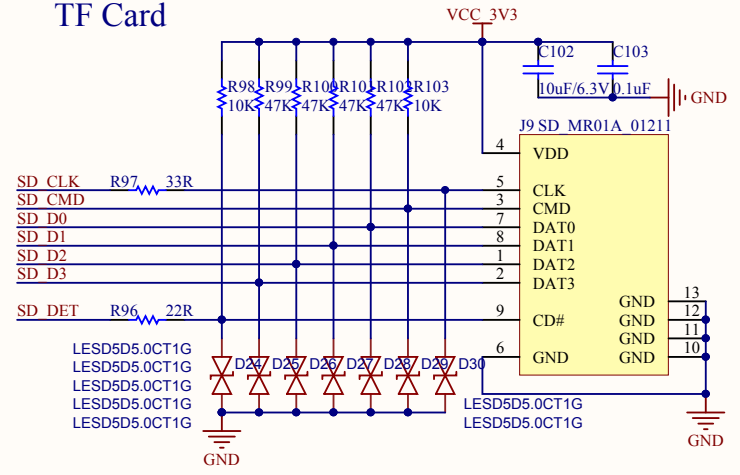 TF Card
VCC_3V3
C102 C103
10uF/6.3V 0.1uF
GND
R98 R99 R100 R101 R102 R103
10K 47K 47K 47K 47K 10K
J9 SD_MR01A_01211
4 VDD
SD_CLK R97 33R 5 CLK
SD_CMD 3 CMD
SD_D0 7 DAT0
SD_D1 8 DAT1
SD_D2 1 DAT2
SD_D3 2 DAT3
GND 13
SD_DET R96 22R 9 CD# GND 12
GND 11
6 GND GND 10
LESD5D5.0CT1G
LESD5D5.0CT1G
LESD5D5.0CT1G
LESD5D5.0CT1G
LESD5D5.0CT1G
D24 D25 D26 D27 D28 D29 D30
LESD5D5.0CT1G
LESD5D5.0CT1G
GND
GND